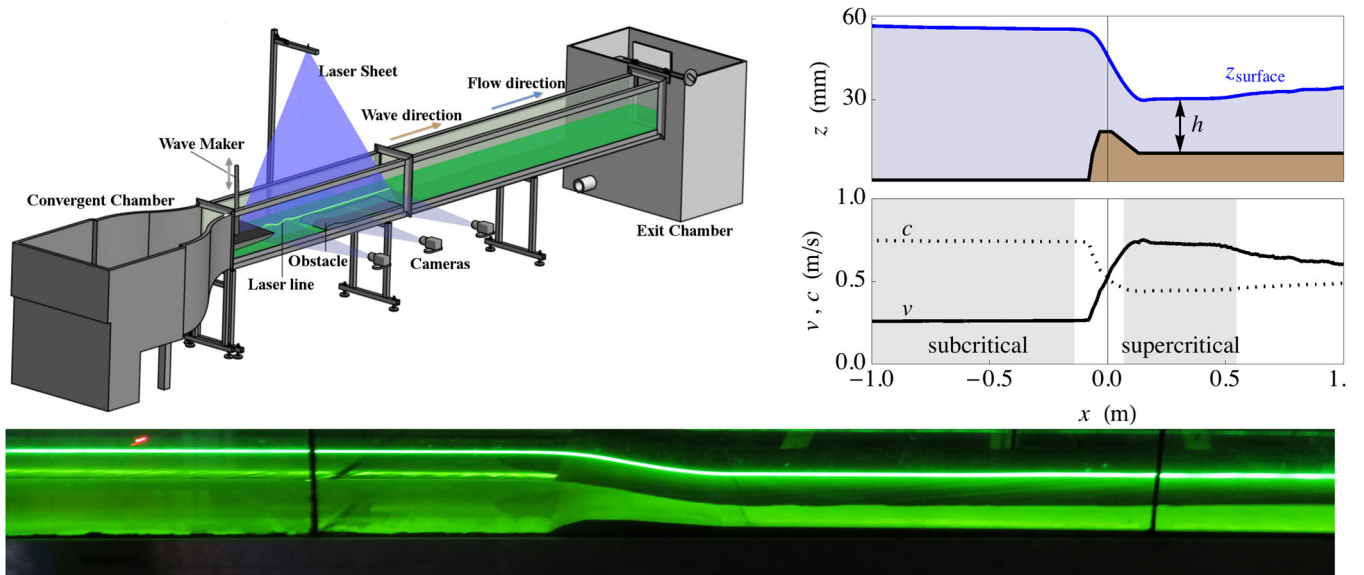 Laser Sheet
Flow direction
Wave direction
Wave Maker
Convergent Chamber
Exit Chamber
Obstacle
Cameras
Laser line
60
30
0
z (mm)
z_surface
h
1.0
0.5
0.0
v , c (m/s)
c
v
subcritical
supercritical
−1.0
−0.5
0.0
0.5
1.
x (m)